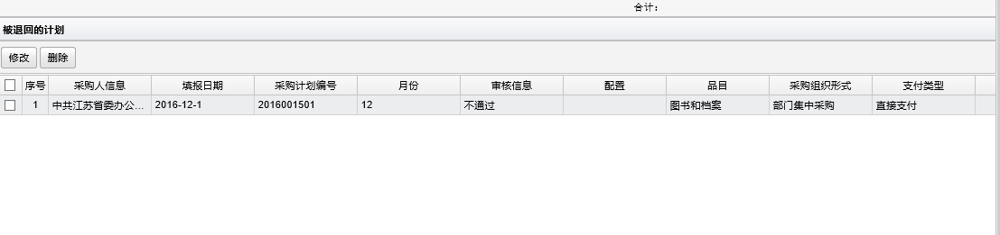 合计:
被退回的计划
修改 删除
序号 采购人信息 填报日期 采购计划编号 月份 审核信息 配置 品目 采购组织形式 支付类型
1 中共江苏省委办公... 2016-12-1 2016001501 12 不通过 图书和档案 部门集中采购 直接支付